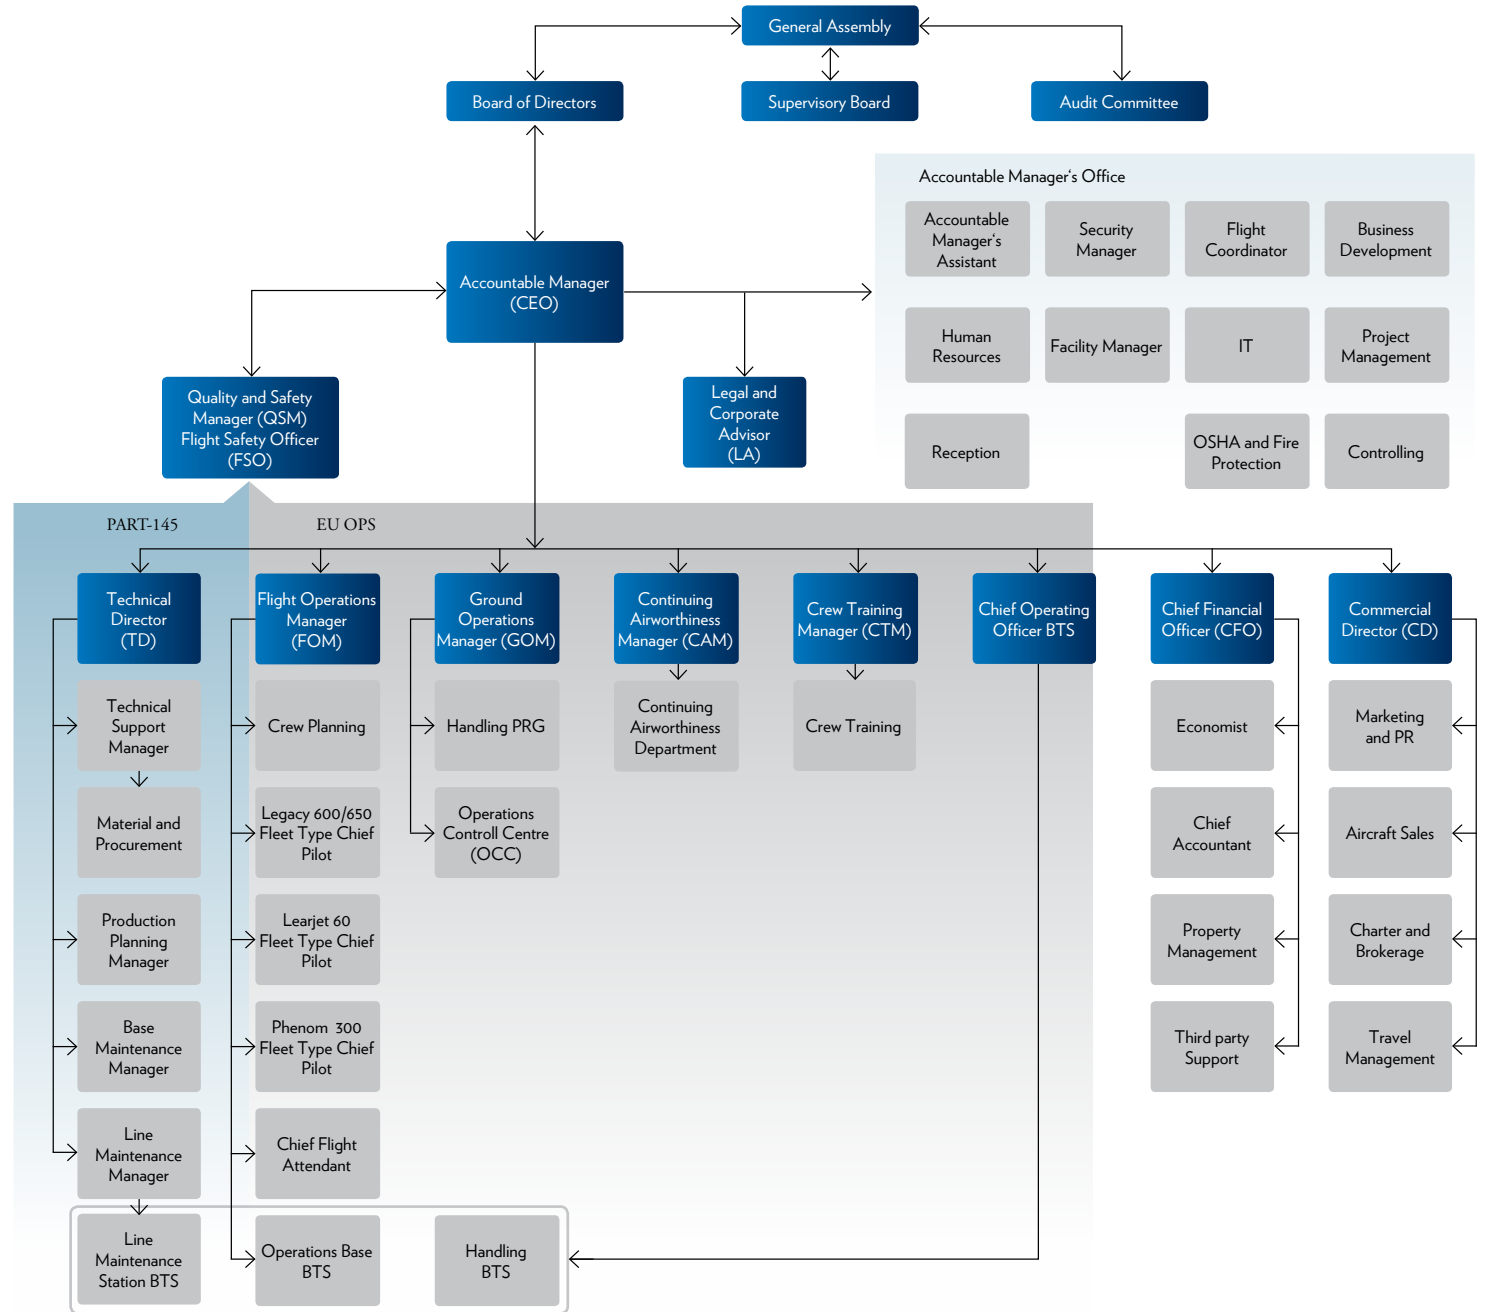 General Assembly
Board of Directors
Supervisory Board
Audit Committee
Accountable Manager's Office
Accountable
Manager's
Assistant
Security
Manager
Flight
Coordinator
Business
Development
Accountable Manager
(CEO)
Human
Resources
Facility Manager
IT
Project
Management
Quality and Safety
Manager (QSM)
Flight Safety Officer
(FSO)
Legal and
Corporate
Advisor
(LA)
Reception
OSHA and Fire
Protection
Controlling
PART-145
EU OPS
Technical
Director
(TD)
Flight Operations
Manager
(FOM)
Ground
Operations
Manager (GOM)
Continuing
Airworthiness
Manager (CAM)
Crew Training
Manager (CTM)
Chief Operating
Officer BTS
Chief Financial
Officer (CFO)
Commercial
Director (CD)
Technical
Support
Manager
Crew Planning
Handling PRG
Continuing
Airworthiness
Department
Crew Training
Economist
Marketing
and PR
Material and
Procurement
Legacy 600/650
Fleet Type Chief
Pilot
Operations
Controll Centre
(OCC)
Chief
Accountant
Aircraft Sales
Production
Planning
Manager
Learjet 60
Fleet Type Chief
Pilot
Property
Management
Charter and
Brokerage
Base
Maintenance
Manager
Phenom 300
Fleet Type Chief
Pilot
Third party
Support
Travel
Management
Line
Maintenance
Manager
Chief Flight
Attendant
Line
Maintenance
Station BTS
Operations Base
BTS
Handling
BTS